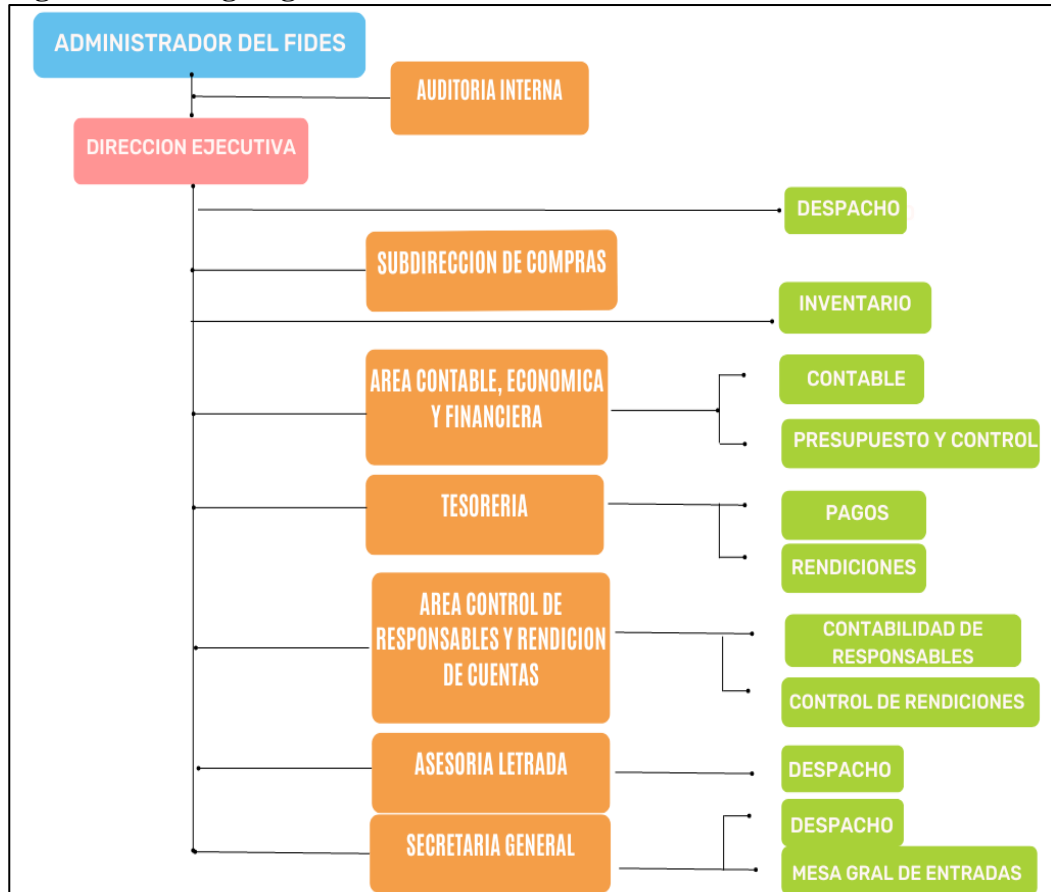 ADMINISTRADOR DEL FIDES
AUDITORIA INTERNA
DIRECCION EJECUTIVA
DESPACHO
SUBDIRECCION DE COMPRAS
INVENTARIO
AREA CONTABLE, ECONOMICA
Y FINANCIERA
CONTABLE
PRESUPUESTO Y CONTROL
TESORERIA
PAGOS
RENDICIONES
AREA CONTROL DE
RESPONSABLES Y RENDICION
DE CUENTAS
CONTABILIDAD DE
RESPONSABLES
CONTROL DE RENDICIONES
ASESORIA LETRADA
DESPACHO
SECRETARIA GENERAL
DESPACHO
MESA GRAL DE ENTRADAS